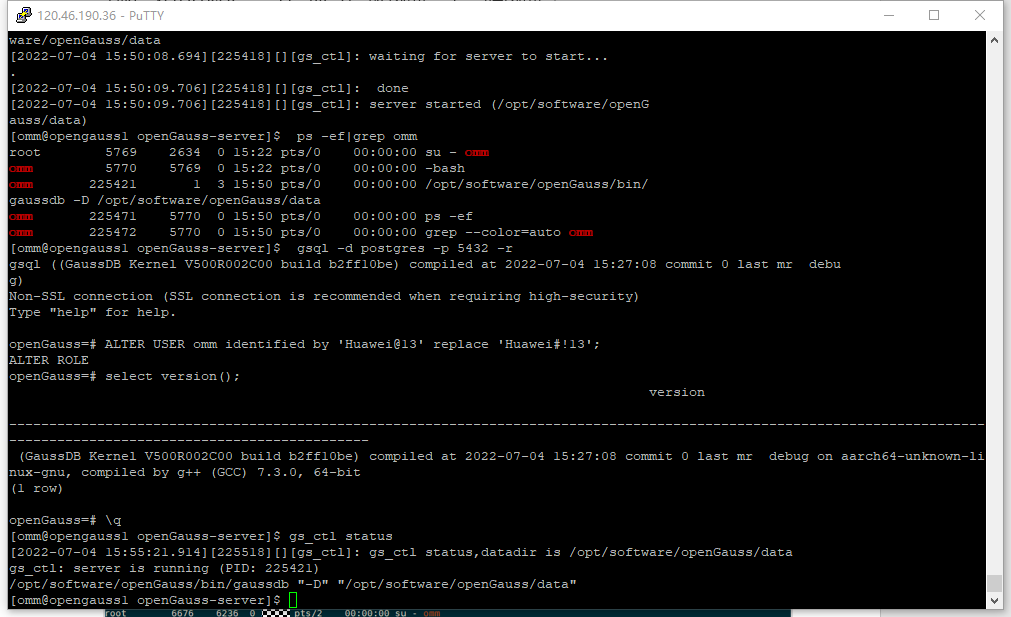 120.46.190.36 - PuTTY
ware/openGauss/data
[2022-07-04 15:50:08.694][225418][][gs_ctl]: waiting for server to start...
.
[2022-07-04 15:50:09.706][225418][][gs_ctl]:  done
[2022-07-04 15:50:09.706][225418][][gs_ctl]: server started (/opt/software/openG
auss/data)
[omm@opengauss1 openGauss-server]$  ps -ef|grep omm
root        5769    2634  0 15:22 pts/0    00:00:00 su - omm
omm         5770    5769  0 15:22 pts/0    00:00:00 -bash
omm       225421       1  3 15:50 pts/0    00:00:00 /opt/software/openGauss/bin/
gaussdb -D /opt/software/openGauss/data
omm       225471    5770  0 15:50 pts/0    00:00:00 ps -ef
omm       225472    5770  0 15:50 pts/0    00:00:00 grep --color=auto omm
[omm@opengauss1 openGauss-server]$  gsql -d postgres -p 5432 -r
gsql ((GaussDB Kernel V500R002C00 build b2ff10be) compiled at 2022-07-04 15:27:08 commit 0 last mr  debu
g)
Non-SSL connection (SSL connection is recommended when requiring high-security)
Type "help" for help.
openGauss=# ALTER USER omm identified by 'Huawei@13' replace 'Huawei#!13';
ALTER ROLE
openGauss=# select version();
version
--------------------------------------------------------------------------------------------------------------------------
---------------------------------------------
(GaussDB Kernel V500R002C00 build b2ff10be) compiled at 2022-07-04 15:27:08 commit 0 last mr  debug on aarch64-unknown-li
nux-gnu, compiled by g++ (GCC) 7.3.0, 64-bit
(1 row)
openGauss=# \q
[omm@opengauss1 openGauss-server]$ gs_ctl status
[2022-07-04 15:55:21.914][225518][][gs_ctl]: gs_ctl status,datadir is /opt/software/openGauss/data
gs_ctl: server is running (PID: 225421)
/opt/software/openGauss/bin/gaussdb "-D" "/opt/software/openGauss/data"
[omm@opengauss1 openGauss-server]$
root 6676 6236 0 pts/2 00:00:00 su - omm